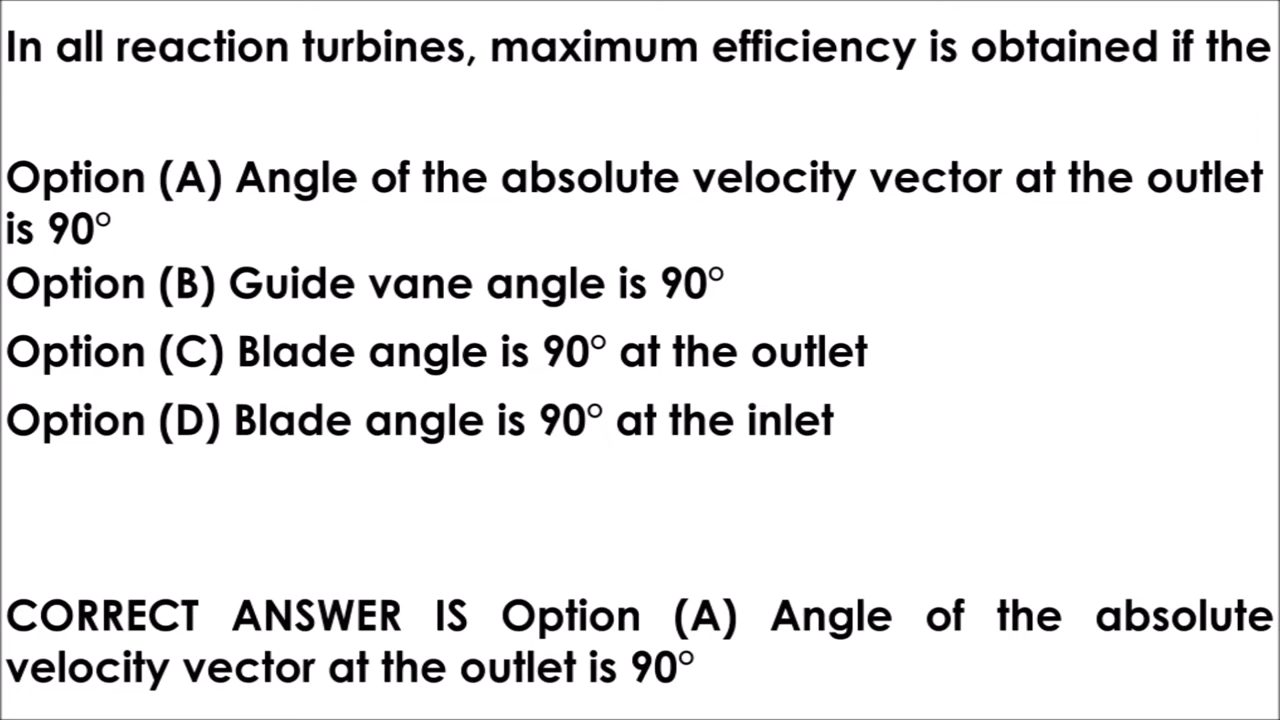 In all reaction turbines, maximum efficiency is obtained if the
Option (A) Angle of the absolute velocity vector at the outlet
is 90°
Option (B) Guide vane angle is 90°
Option (C) Blade angle is 90° at the outlet
Option (D) Blade angle is 90° at the inlet
CORRECT ANSWER IS Option (A) Angle of the absolute
velocity vector at the outlet is 90°